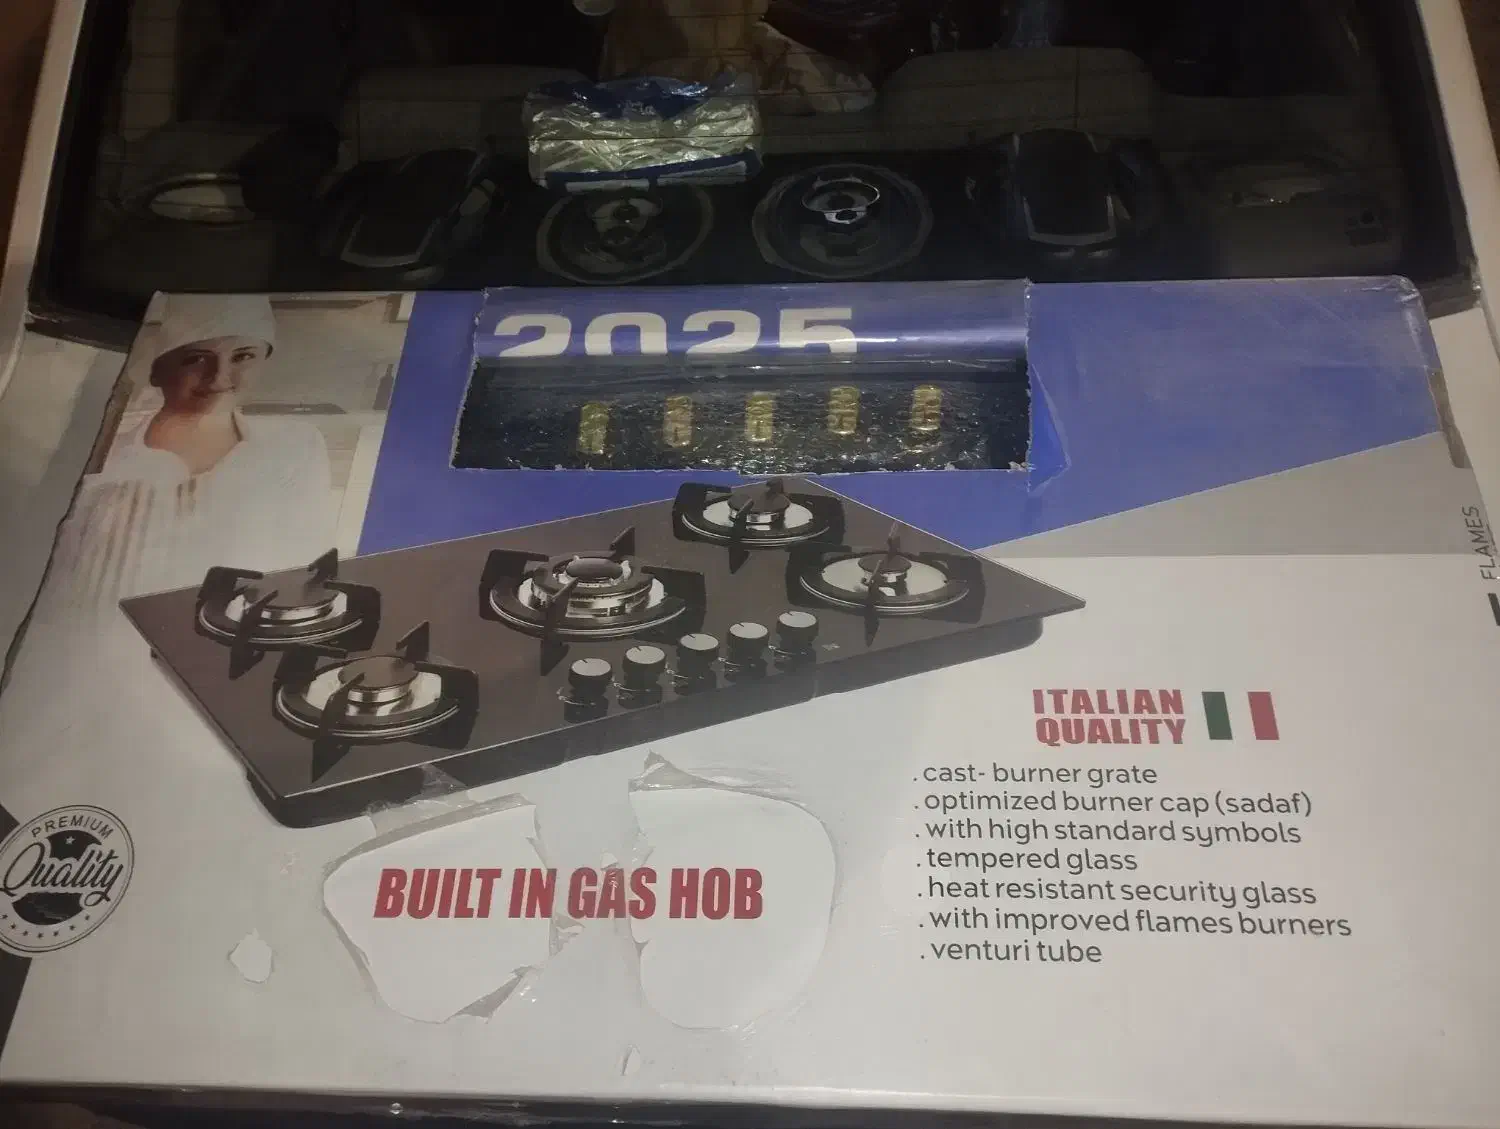 2025
FLAMES
ITALIAN
QUALITY
. cast- burner grate
. optimized burner cap (sadaf)
. with high standard symbols
. tempered glass
. heat resistant security glass
. with improved flames burners
. venturi tube
PREMIUM
Quality
BUILT IN GAS HOB